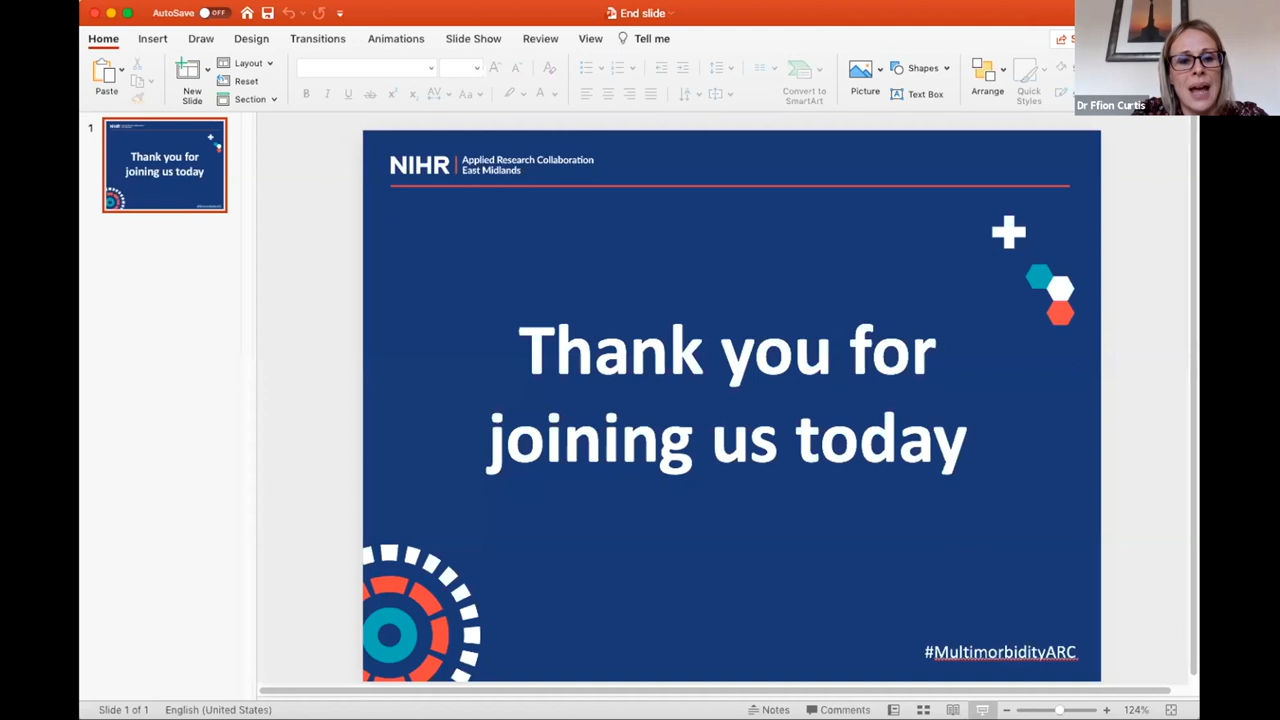 AutoSave OFF
End slide
Home Insert Draw Design Transitions Animations Slide Show Review View Tell me
Paste
New
Slide
Layout
Reset
Section
B I U
Convert to
SmartArt
Picture
Shapes
Text Box
Arrange
Quick
Styles
Dr Ffion Curtis
1
Thank you for
joining us today
NIHR Applied Research Collaboration
East Midlands
Thank you for
joining us today
#MultimorbidityARC
Slide 1 of 1 English (United States) Notes Comments 124%